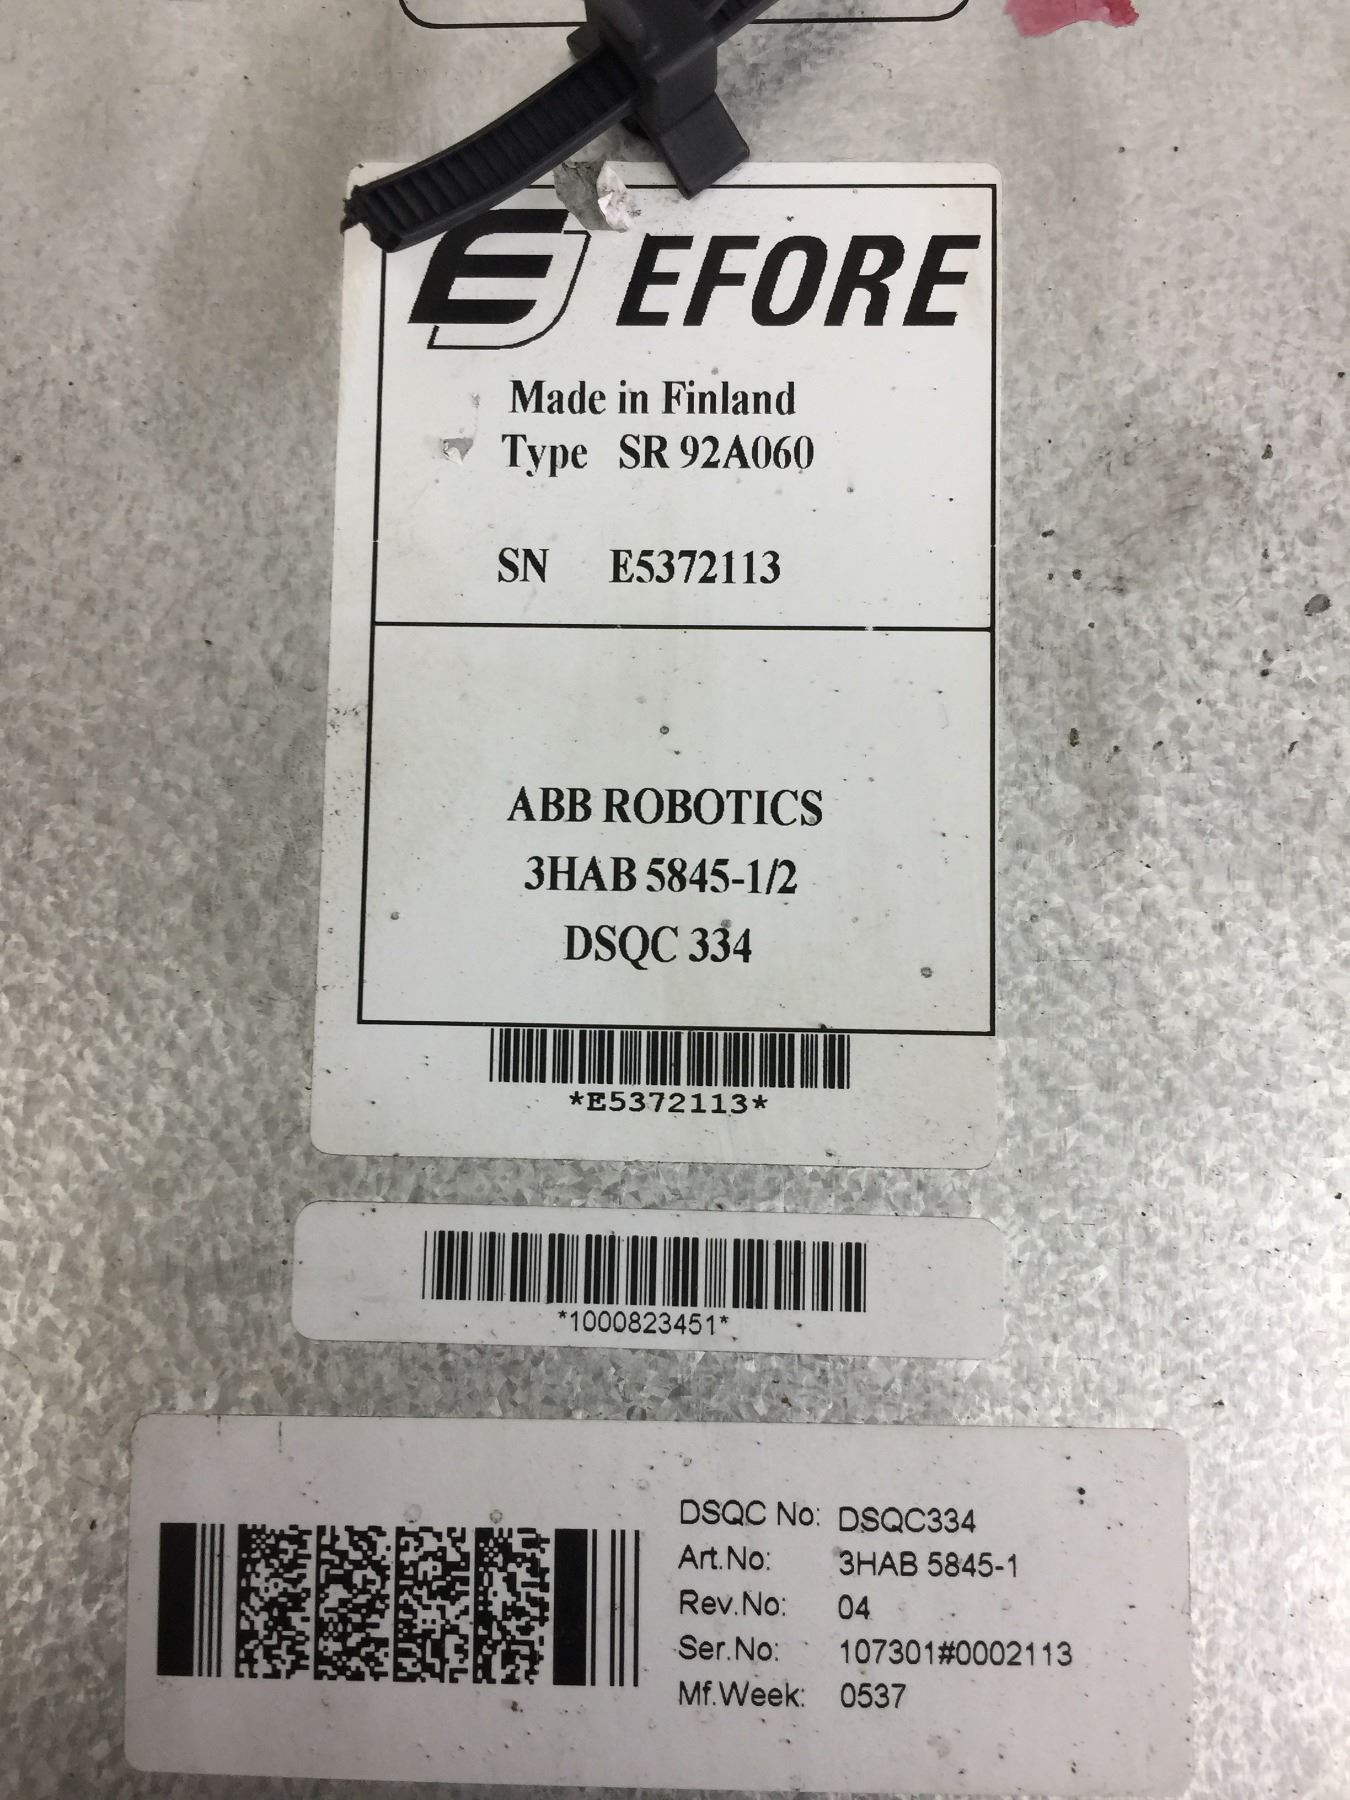 EFORE
Made in Finland
Type SR 92A060
SN E5372113
ABB ROBOTICS
3HAB 5845-1/2
DSQC 334
*E5372113*
*1000823451*
DSQC No: DSQC334
Art.No: 3HAB 5845-1
Rev.No: 04
Ser.No: 107301#0002113
Mf.Week: 0537